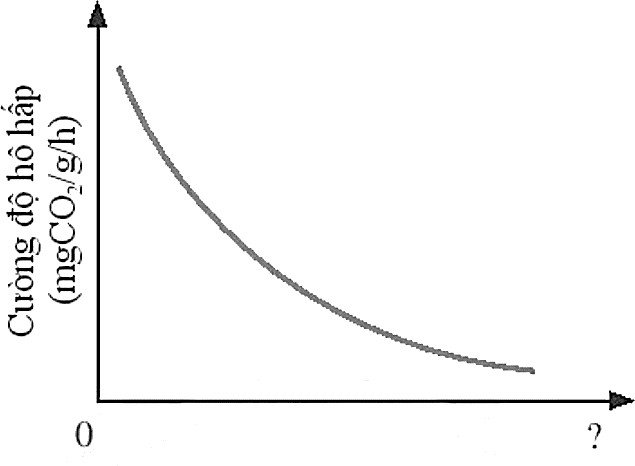 Cường độ hô hấp
(mgCO₂/g/h)
0
?